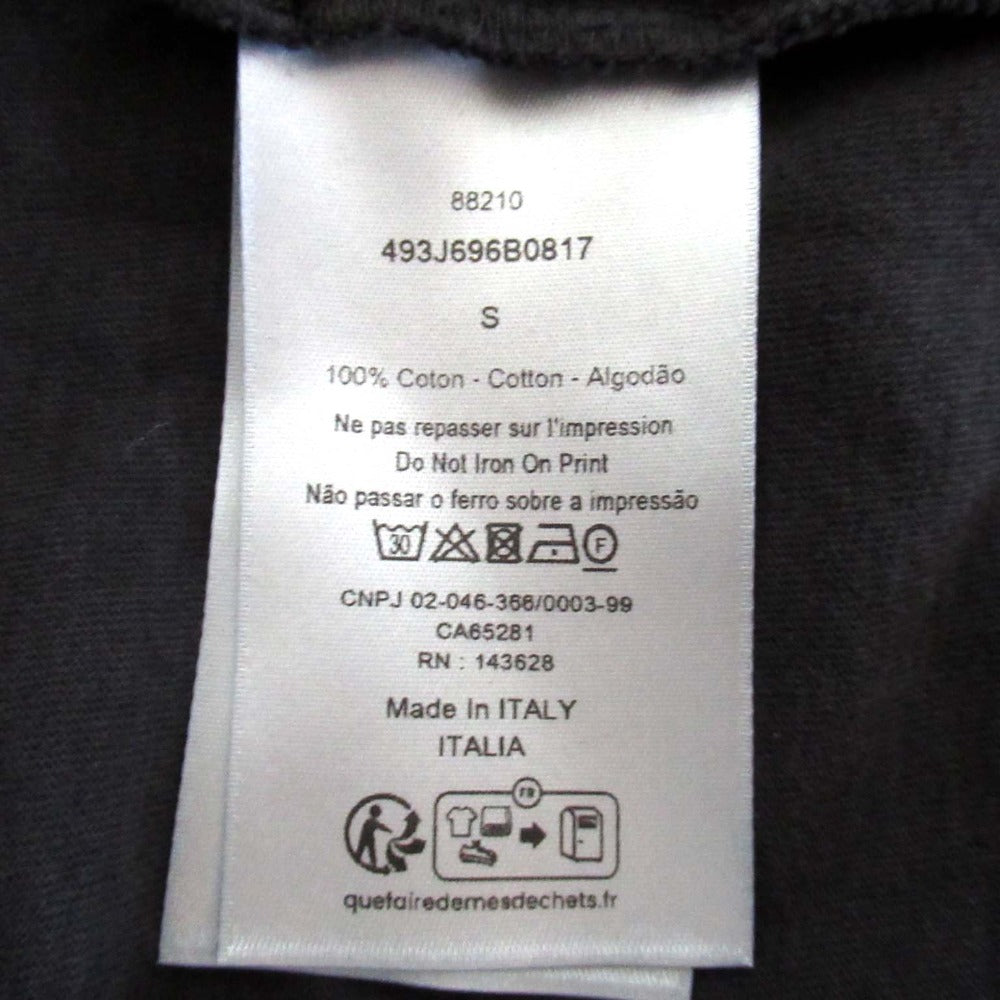 88210
493J696B0817
S
100% Coton - Cotton - Algodão
Ne pas repasser sur l'impression
Do Not Iron On Print
Não passar o ferro sobre a impressão
30 F
CNPJ 02-046-366/0003-99
CA65281
RN : 143628
Made In ITALY
ITALIA
FR
quefairedemesdechets.fr